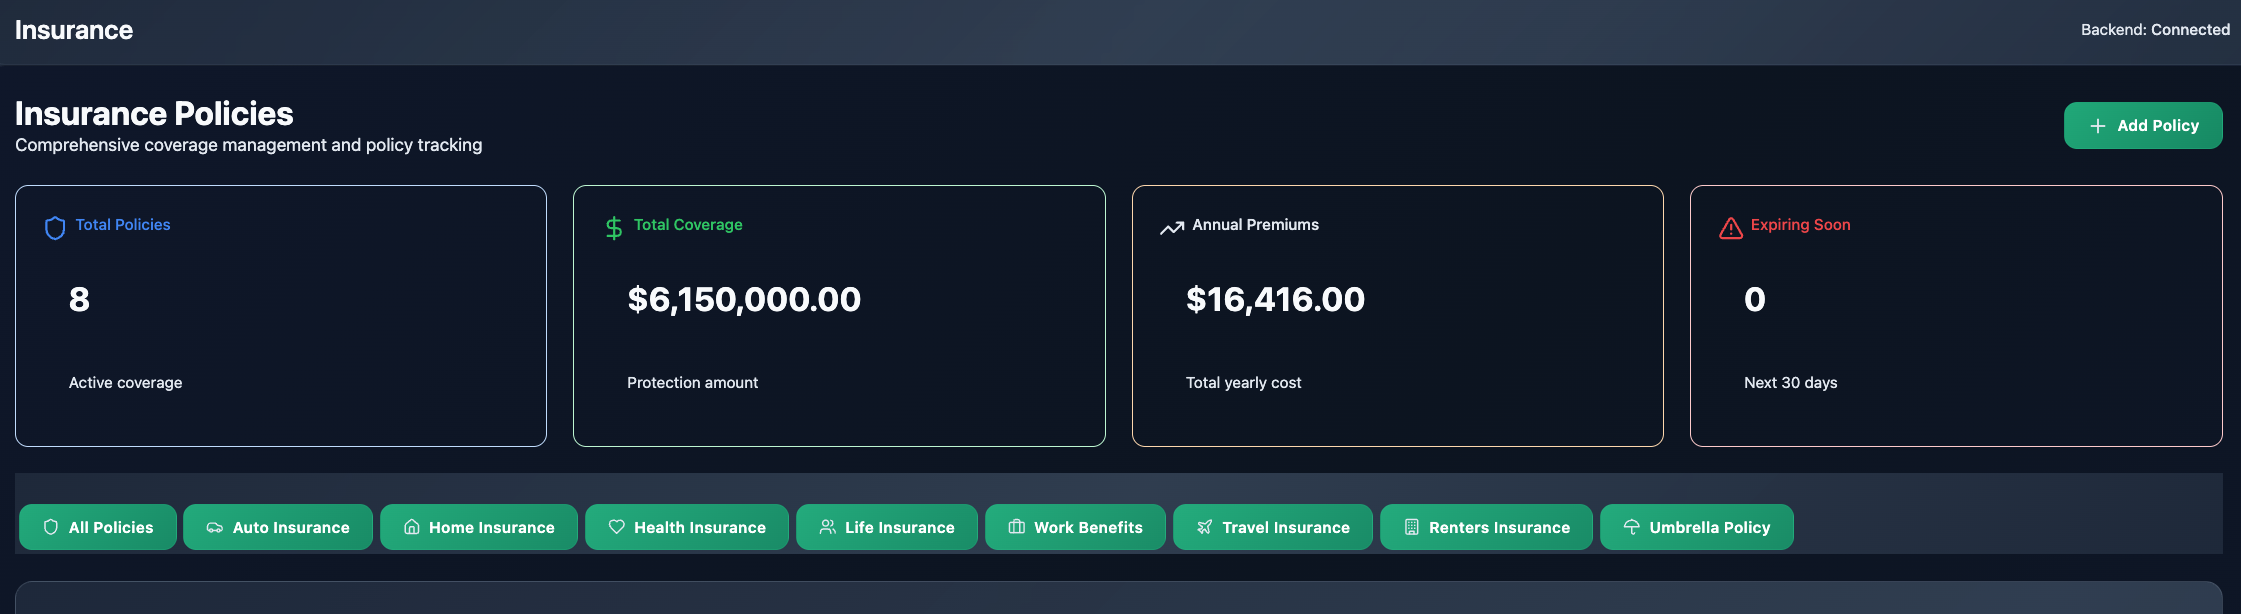 Insurance
Backend: Connected
Insurance Policies
Comprehensive coverage management and policy tracking
Add Policy
Total Policies
8
Active coverage
Total Coverage
$6,150,000.00
Protection amount
Annual Premiums
$16,416.00
Total yearly cost
Expiring Soon
0
Next 30 days
All Policies
Auto Insurance
Home Insurance
Health Insurance
Life Insurance
Work Benefits
Travel Insurance
Renters Insurance
Umbrella Policy